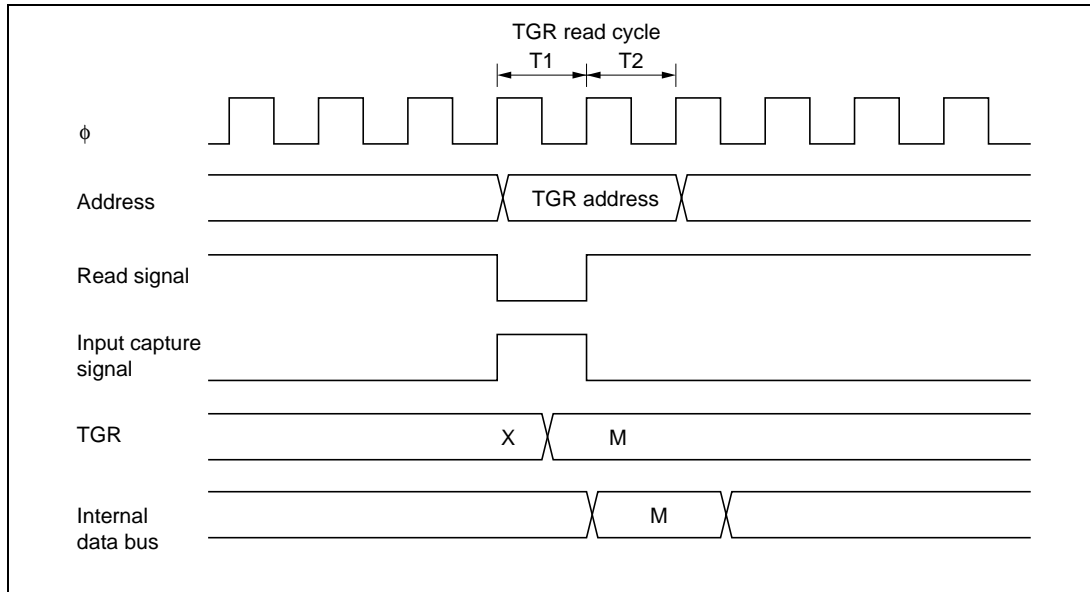 TGR read cycle
T1 T2
ϕ
Address
TGR address
Read signal
Input capture
signal
TGR
X M
Internal
data bus
M